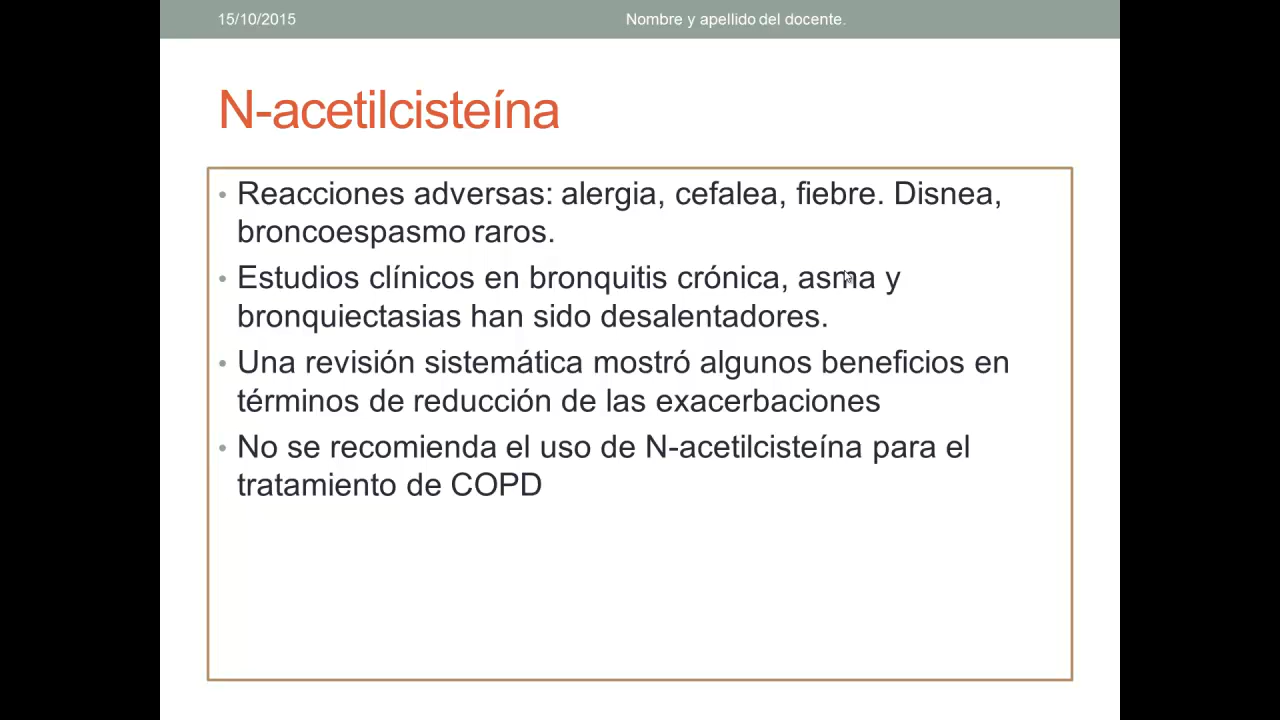 15/10/2015
Nombre y apellido del docente.
N-acetilcisteína
• Reacciones adversas: alergia, cefalea, fiebre. Disnea,
broncoespasmo raros.
• Estudios clínicos en bronquitis crónica, asma y
bronquiectasias han sido desalentadores.
• Una revisión sistemática mostró algunos beneficios en
términos de reducción de las exacerbaciones
• No se recomienda el uso de N-acetilcisteína para el
tratamiento de COPD